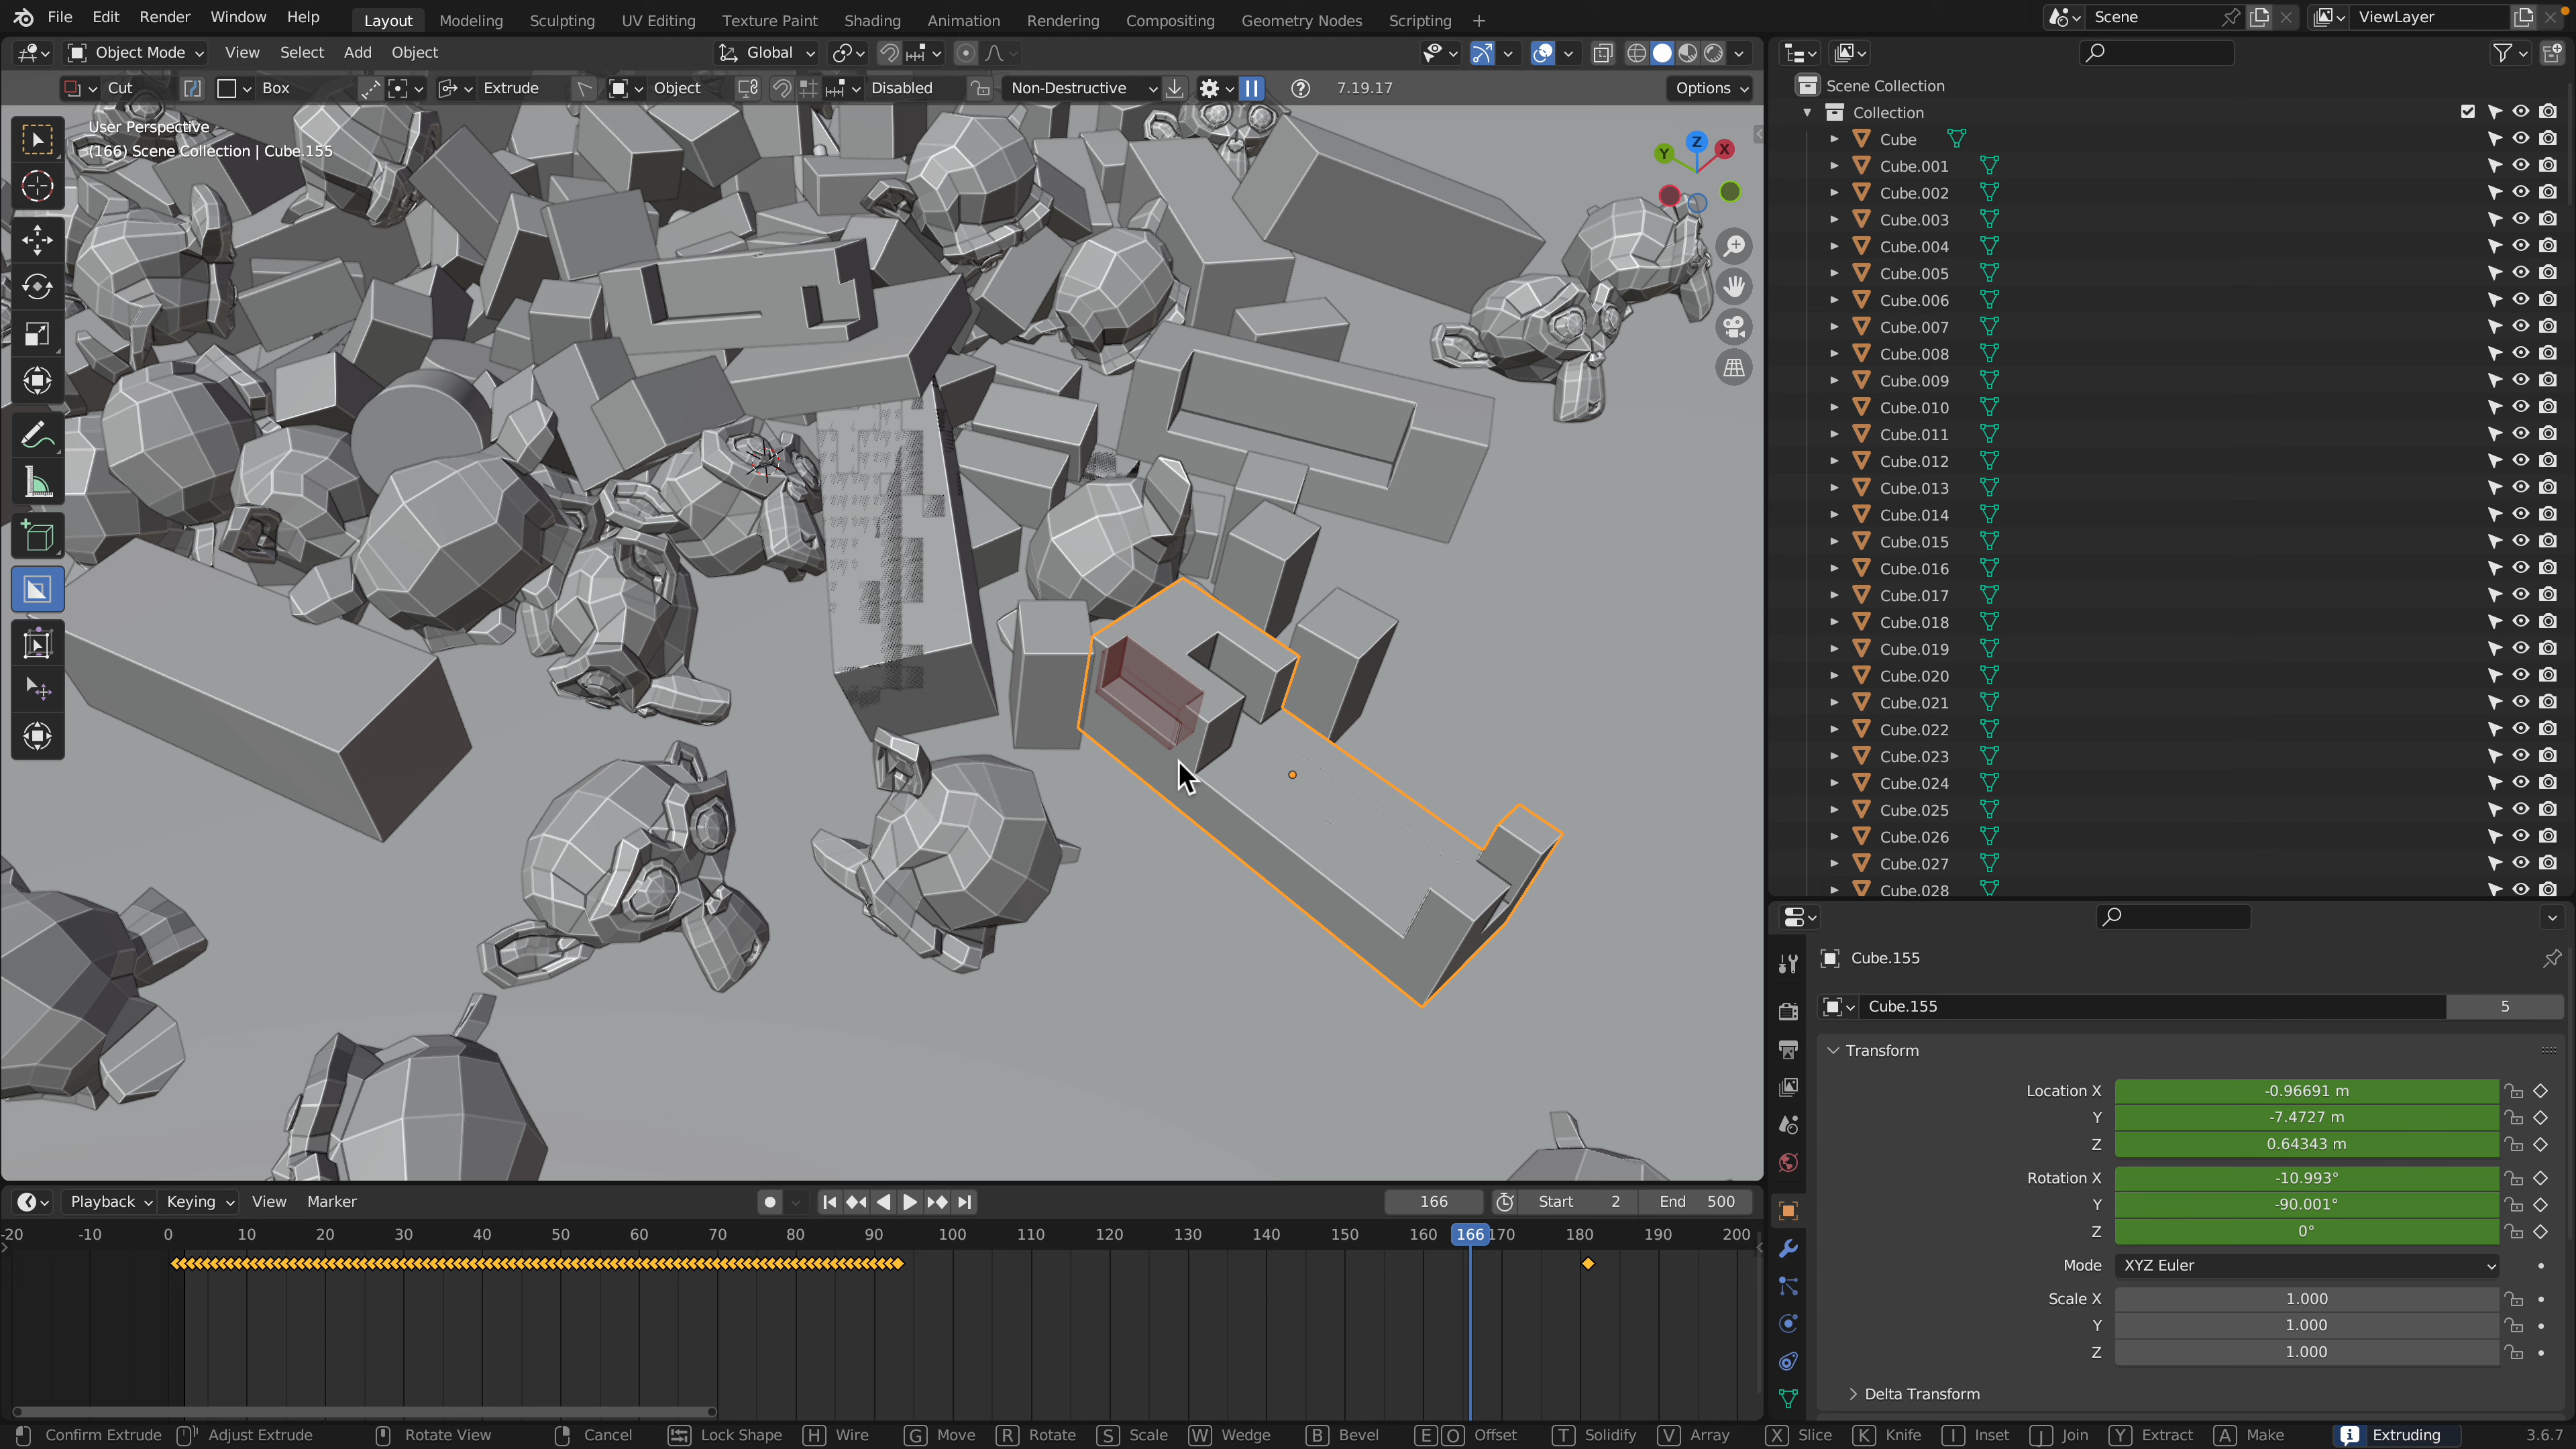 File Edit Render Window Help Layout Modeling Sculpting UV Editing Texture Paint Shading Animation Rendering Compositing Geometry Nodes Scripting + Scene ViewLayer
Object Mode View Select Add Object Global
Cut Box Extrude Object Disabled Non-Destructive 7.19.17 Options
User Perspective
(166) Scene Collection | Cube.155
Z
Y
X
Scene Collection
Collection
Cube
Cube.001
Cube.002
Cube.003
Cube.004
Cube.005
Cube.006
Cube.007
Cube.008
Cube.009
Cube.010
Cube.011
Cube.012
Cube.013
Cube.014
Cube.015
Cube.016
Cube.017
Cube.018
Cube.019
Cube.020
Cube.021
Cube.022
Cube.023
Cube.024
Cube.025
Cube.026
Cube.027
Cube.028
Cube.155
Cube.155 5
Transform
Location X -0.96691 m
Y -7.4727 m
Z 0.64343 m
Rotation X -10.993°
Y -90.001°
Z 0°
Mode XYZ Euler
Scale X 1.000
Y 1.000
Z 1.000
Delta Transform
Playback Keying View Marker 166 Start 2 End 500
-20 -10 0 10 20 30 40 50 60 70 80 90 100 110 120 130 140 150 160 166 170 180 190 200
Confirm Extrude Adjust Extrude Rotate View Cancel Lock Shape H Wire G Move R Rotate S Scale W Wedge B Bevel E O Offset T Solidify V Array X Slice K Knife I Inset J Join Y Extract A Make Extruding 3.6.7